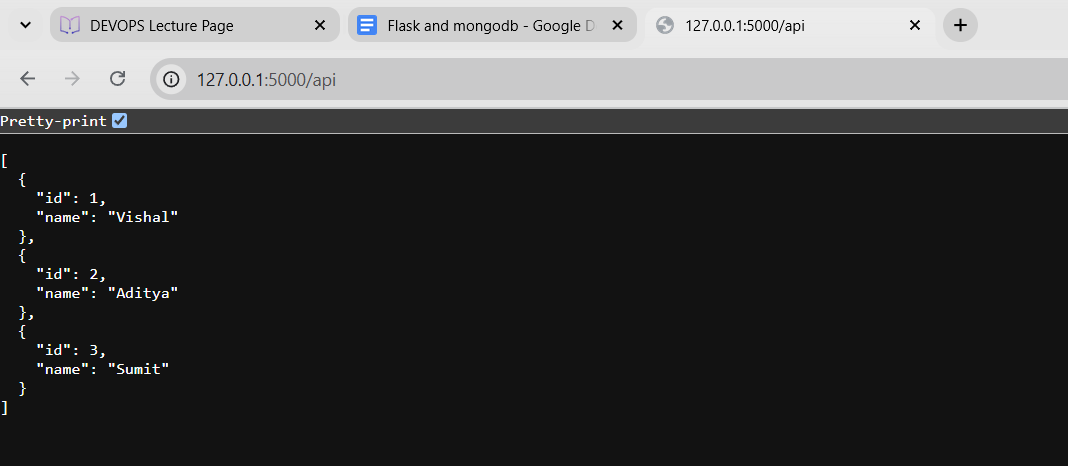 DEVOPS Lecture Page
Flask and mongodb - Google D
127.0.0.1:5000/api
127.0.0.1:5000/api
Pretty-print
[
  {
    "id": 1,
    "name": "Vishal"
  },
  {
    "id": 2,
    "name": "Aditya"
  },
  {
    "id": 3,
    "name": "Sumit"
  }
]